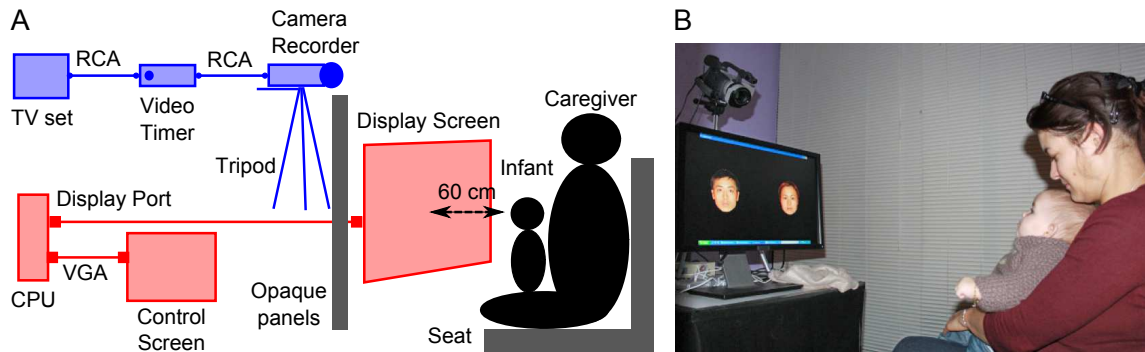 A
B
Camera
Recorder
RCA
RCA
TV set
Video
Timer
Caregiver
Display Screen
Tripod
Infant
60 cm
Display Port
VGA
CPU
Control
Screen
Opaque
panels
Seat